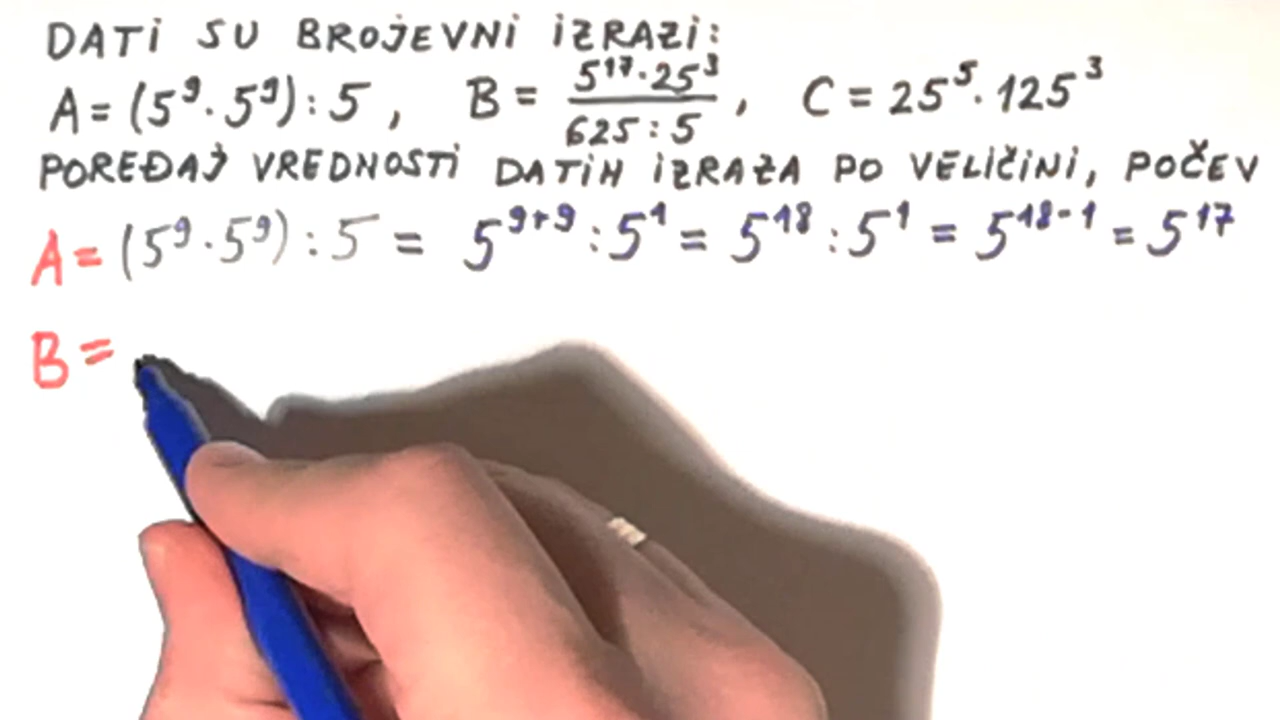 DATI SU BROJEVNI IZRAZI:
A = (5⁹·5⁹):5, B = (5¹⁷·25³)/(625:5), C = 25⁵·125³
POREĐAJ VREDNOSTI DATIH IZRAZA PO VELIČINI, POČEV
A = (5⁹·5⁹):5 = 5⁹⁺⁹:5¹ = 5¹⁸:5¹ = 5¹⁸⁻¹ = 5¹⁷
B =